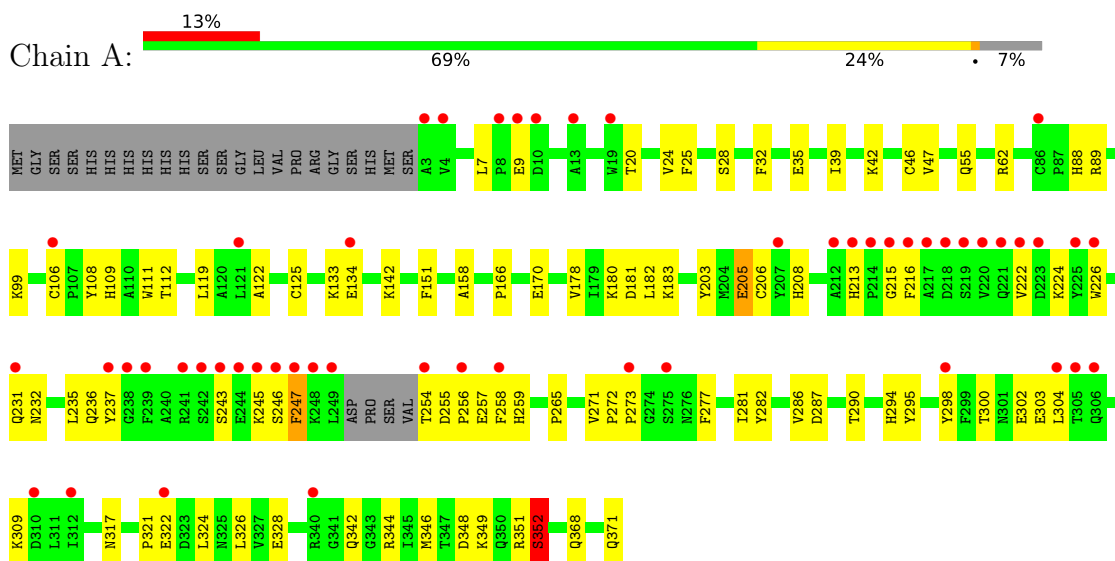 13%
Chain A:
69% 24% • 7%
MET GLY SER SER HIS HIS HIS HIS HIS HIS HIS HIS SER SER GLY LEU VAL PRO ARG GLY SER HIS MET SER A3 V4 L7 P8 E9 D10 A13 W19 T20 V24 F25 S28 F32 E35 I39 K42 C46 V47 Q55 R62 C86 P87 H88 R89
K99 C106 P107 Y108 H109 A110 W111 T112 L119 A120 L121 A122 C125 K133 E134 K142 F151 A158 P166 E170 V178 I179 K180 D181 L182 K183 Y203 M204 E205 C206 Y207 H208 A212 H213 P214 G215 F216 A217 D218 S219 V220 Q221 V222 D223 K224 Y225 W226
Q231 N232 L235 Q236 Y237 G238 F239 A240 R241 S242 S243 E244 K245 S246 F247 K248 L249 ASP PRO SER VAL T254 D255 P256 E257 F258 H259 P265 V271 P272 P273 G274 S275 N276 F277 I281 Y282 V286 D287 T290 H294 Y295 Y298 F299 T300 N301 E302 E303 L304 T305 Q306
K309 D310 L311 I312 N317 P321 E322 D323 L324 N325 L326 V327 E328 R340 G341 Q342 G343 R344 I345 M346 T347 D348 K349 Q350 R351 S352 Q368 Q371